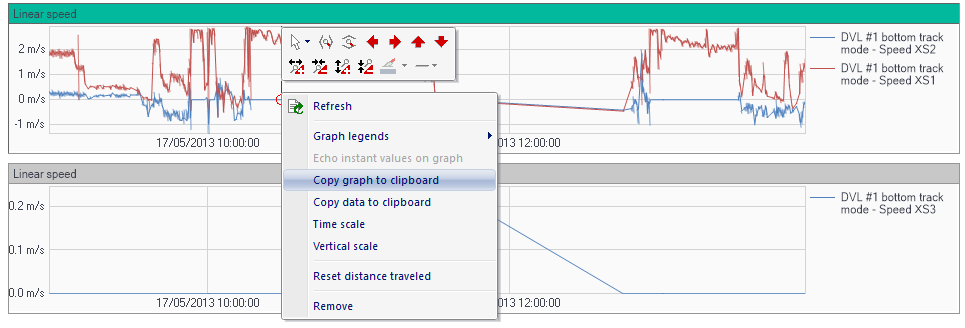 Linear speed
2 m/s
1 m/s
0 m/s
-1 m/s
17/05/2013 10:00:00
013 12:00:00
DVL #1 bottom track
mode - Speed XS2
DVL #1 bottom track
mode - Speed XS1
Refresh
Graph legends
Echo instant values on graph
Copy graph to clipboard
Copy data to clipboard
Time scale
Vertical scale
Reset distance traveled
Remove
Linear speed
0.2 m/s
0.1 m/s
0.0 m/s
17/05/2013 10:00:00
013 12:00:00
DVL #1 bottom track
mode - Speed XS3